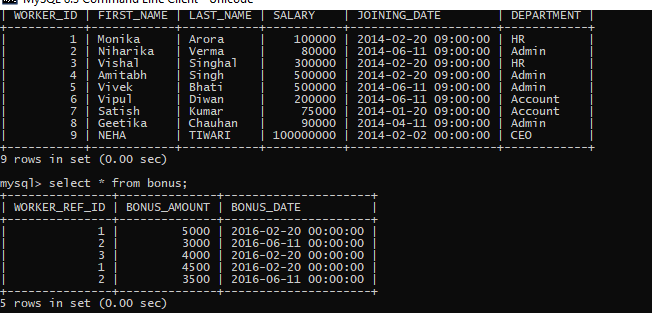 MySQL 8.3 Command Line Client - Unicode
| WORKER_ID | FIRST_NAME | LAST_NAME | SALARY | JOINING_DATE | DEPARTMENT |
| 1 | Monika | Arora | 100000 | 2014-02-20 09:00:00 | HR |
| 2 | Niharika | Verma | 80000 | 2014-06-11 09:00:00 | Admin |
| 3 | Vishal | Singhal | 300000 | 2014-02-20 09:00:00 | HR |
| 4 | Amitabh | Singh | 500000 | 2014-02-20 09:00:00 | Admin |
| 5 | Vivek | Bhati | 500000 | 2014-06-11 09:00:00 | Admin |
| 6 | Vipul | Diwan | 200000 | 2014-06-11 09:00:00 | Account |
| 7 | Satish | Kumar | 75000 | 2014-01-20 09:00:00 | Account |
| 8 | Geetika | Chauhan | 90000 | 2014-04-11 09:00:00 | Admin |
| 9 | NEHA | TIWARI | 100000000 | 2014-02-02 00:00:00 | CEO |
9 rows in set (0.00 sec)
mysql> select * from bonus;
| WORKER_REF_ID | BONUS_AMOUNT | BONUS_DATE |
| 1 | 5000 | 2016-02-20 00:00:00 |
| 2 | 3000 | 2016-06-11 00:00:00 |
| 3 | 4000 | 2016-02-20 00:00:00 |
| 1 | 4500 | 2016-02-20 00:00:00 |
| 2 | 3500 | 2016-06-11 00:00:00 |
5 rows in set (0.00 sec)